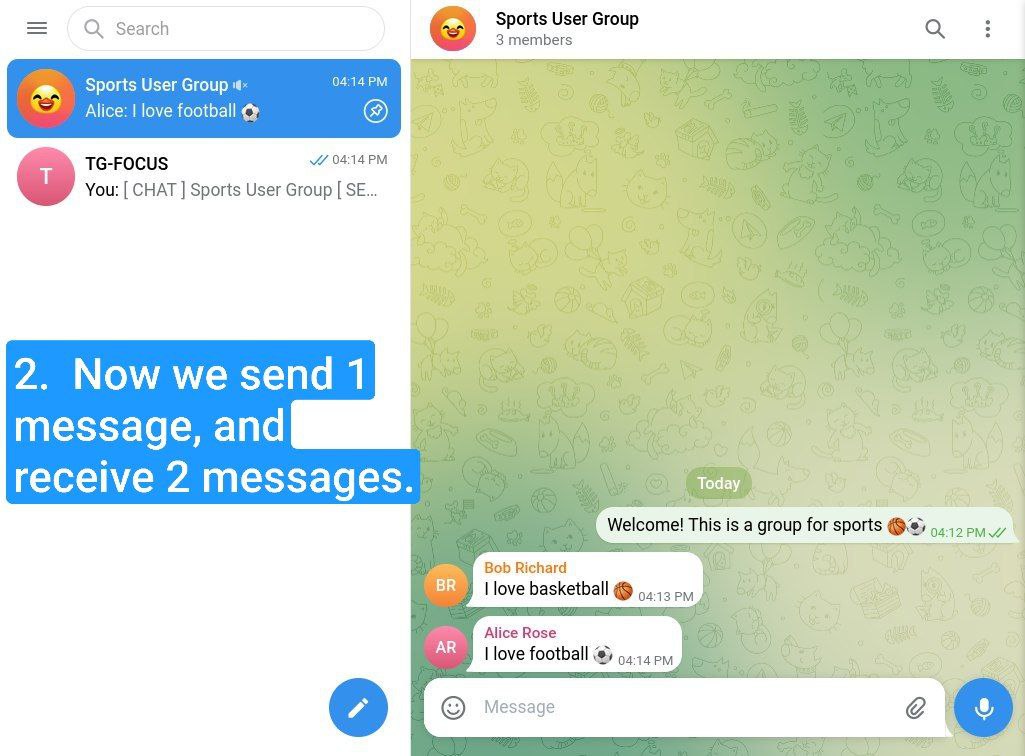 Search
Sports User Group
04:14 PM
Alice: I love football ⚽
T
TG-FOCUS
04:14 PM
You: [ CHAT ] Sports User Group [ SE...
2. Now we send 1
message, and
receive 2 messages.
Sports User Group
3 members
Today
Welcome! This is a group for sports 🏀⚽ 04:12 PM
BR
Bob Richard
I love basketball 🏀 04:13 PM
AR
Alice Rose
I love football ⚽ 04:14 PM
Message